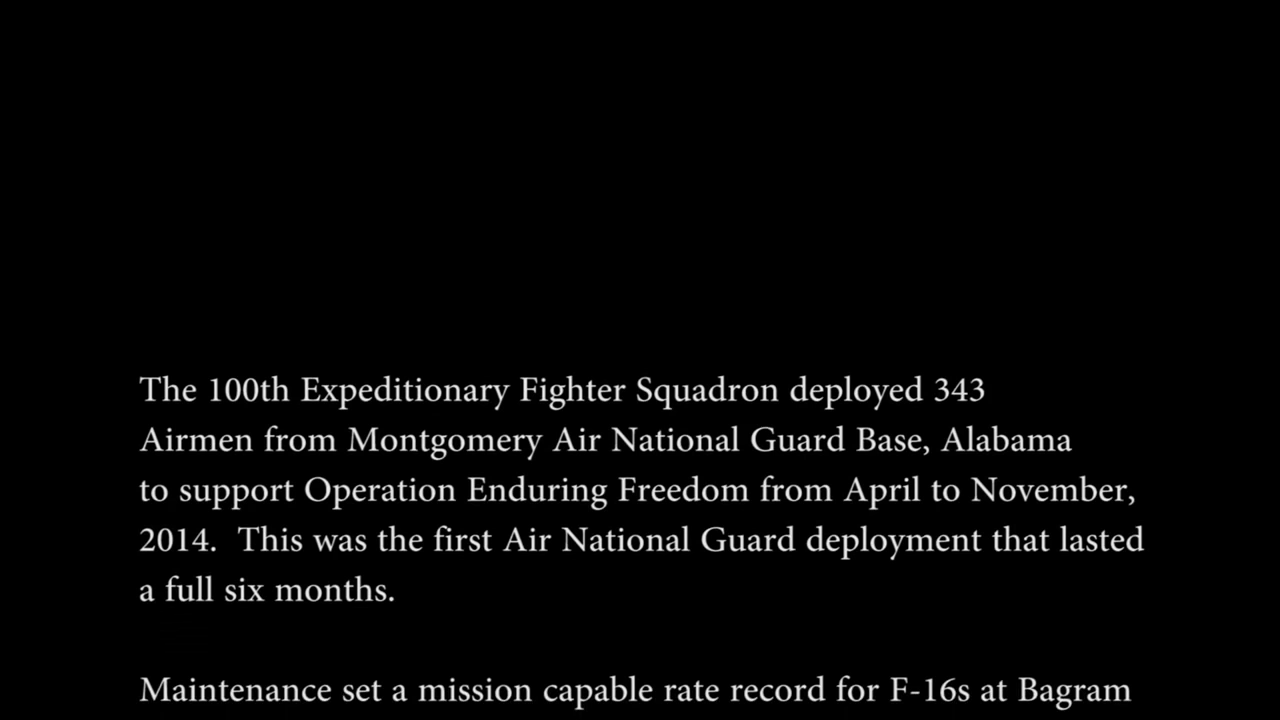 The 100th Expeditionary Fighter Squadron deployed 343
Airmen from Montgomery Air National Guard Base, Alabama
to support Operation Enduring Freedom from April to November,
2014.  This was the first Air National Guard deployment that lasted
a full six months.
Maintenance set a mission capable rate record for F-16s at Bagram